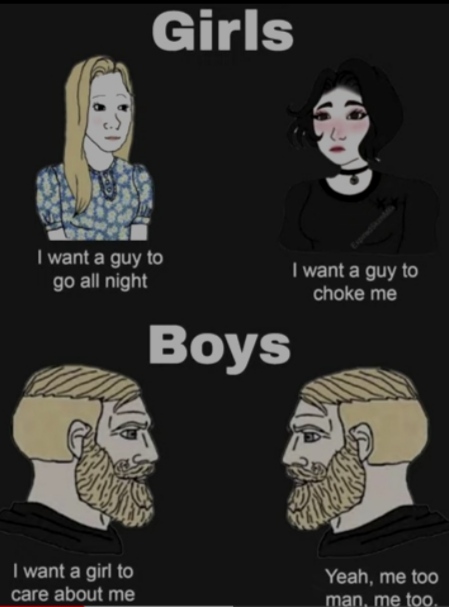 Girls
I want a guy to
go all night
I want a guy to
choke me
Boys
I want a girl to
care about me
Yeah, me too
man, me too.